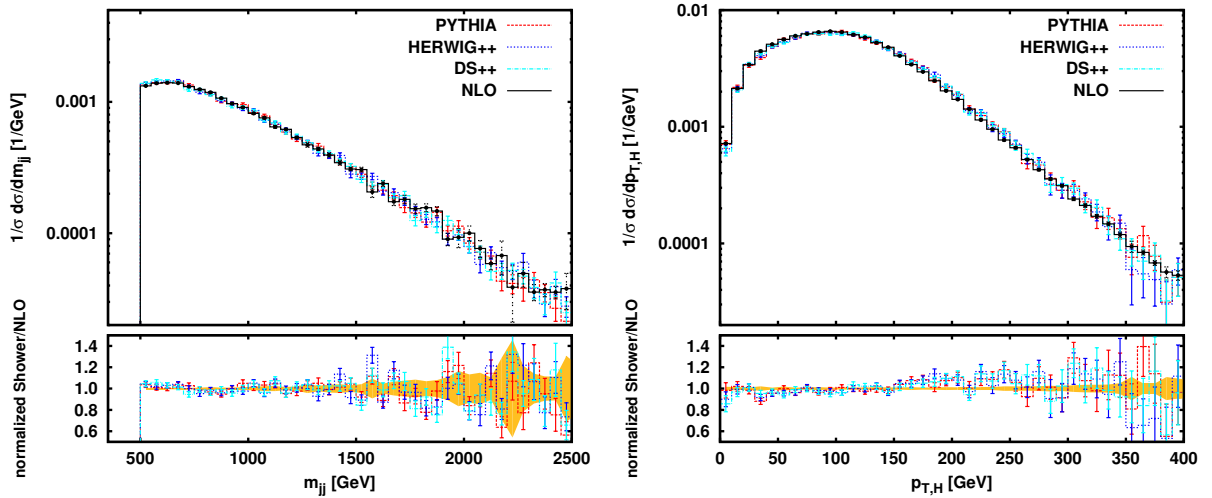 1/σ dσ/dm_jj [1/GeV]
0.001
0.0001
PYTHIA
HERWIG++
DS++
NLO
normalized Shower/NLO
1.4
1.2
1.0
0.8
0.6
500
1000
1500
2000
2500
m_jj [GeV]
1/σ dσ/dp_T,H [1/GeV]
0.01
0.001
0.0001
PYTHIA
HERWIG++
DS++
NLO
normalized Shower/NLO
1.4
1.2
1.0
0.8
0.6
0
50
100
150
200
250
300
350
400
p_T,H [GeV]